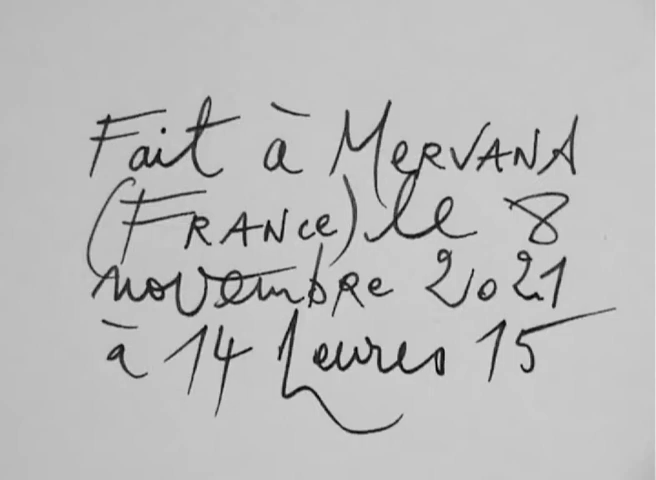 Fait à MeRVANA
(FRANce) le 8
novembRe 2021
à 14 heures 15